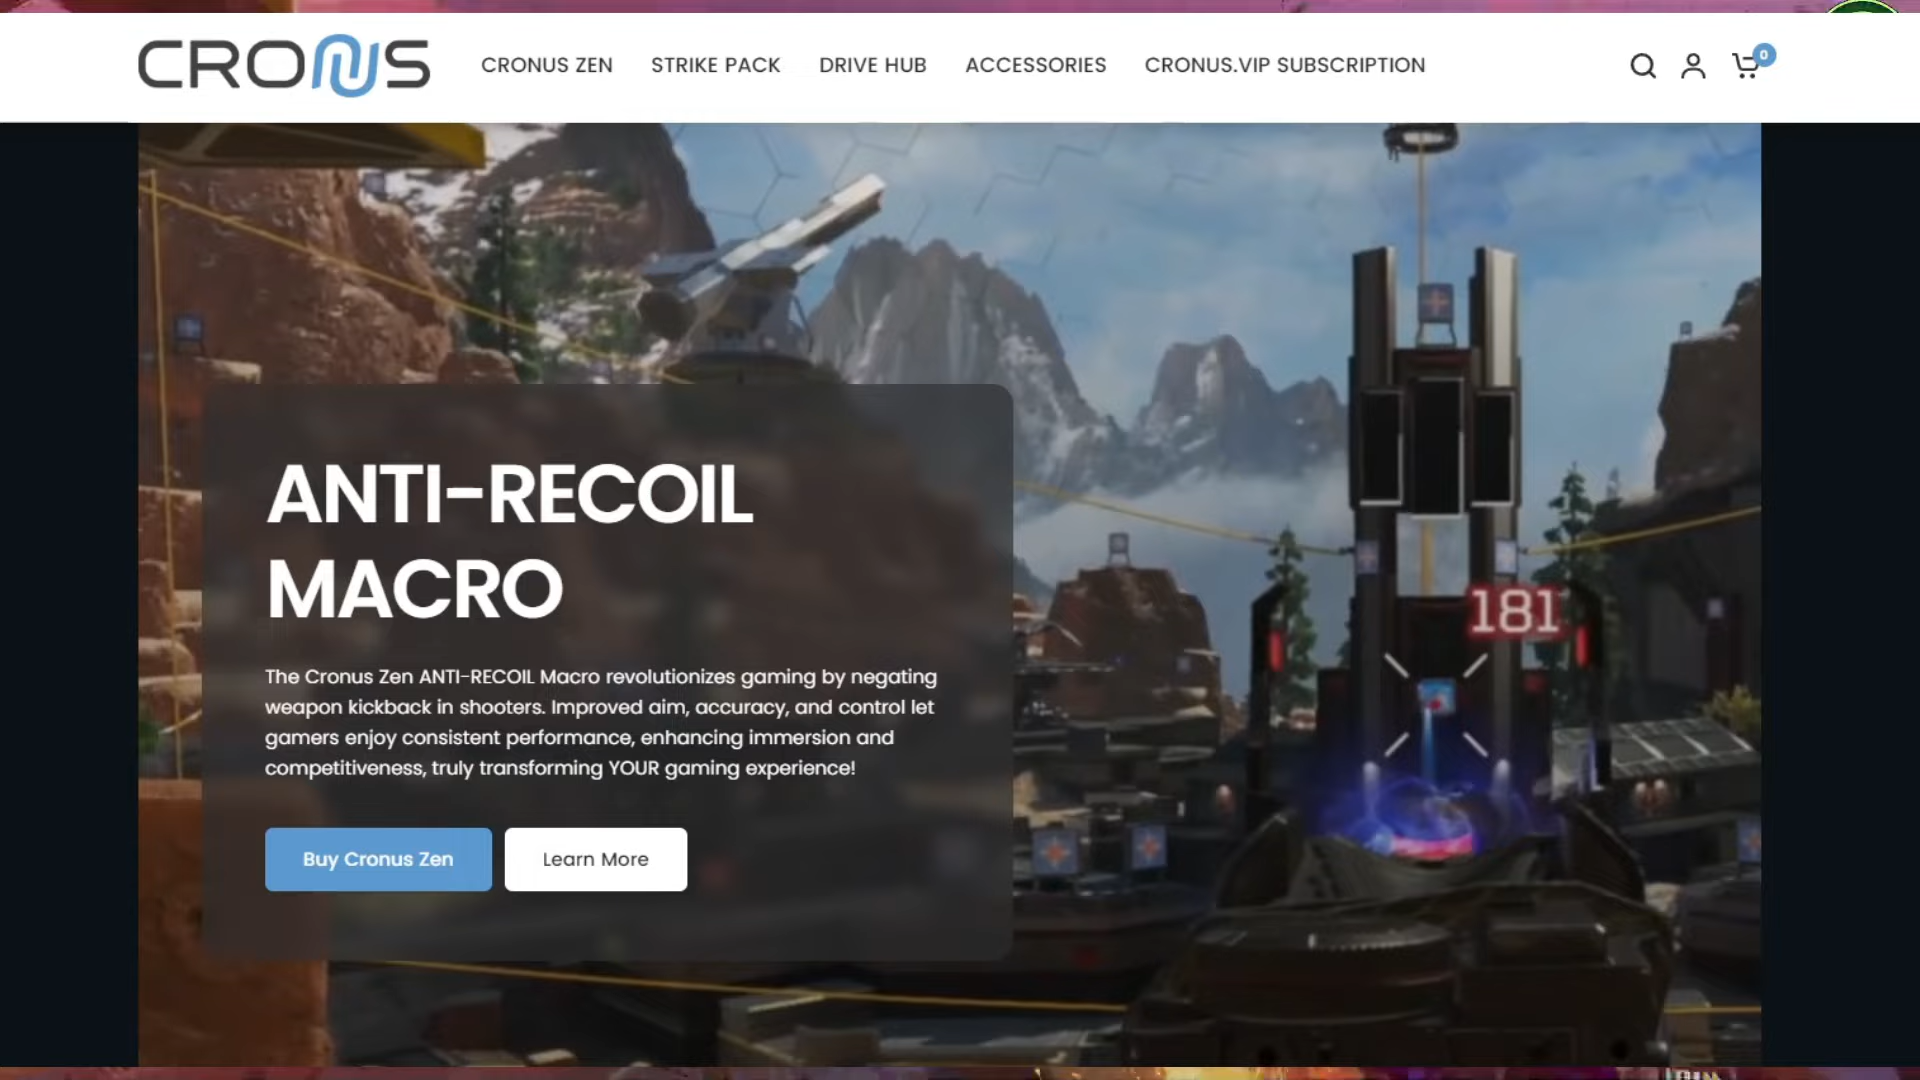 CRONUS
CRONUS ZEN
STRIKE PACK
DRIVE HUB
ACCESSORIES
CRONUS.VIP SUBSCRIPTION
0
ANTI-RECOIL
MACRO
181
The Cronus Zen ANTI-RECOIL Macro revolutionizes gaming by negating
weapon kickback in shooters. Improved aim, accuracy, and control let
gamers enjoy consistent performance, enhancing immersion and
competitiveness, truly transforming YOUR gaming experience!
Buy Cronus Zen
Learn More